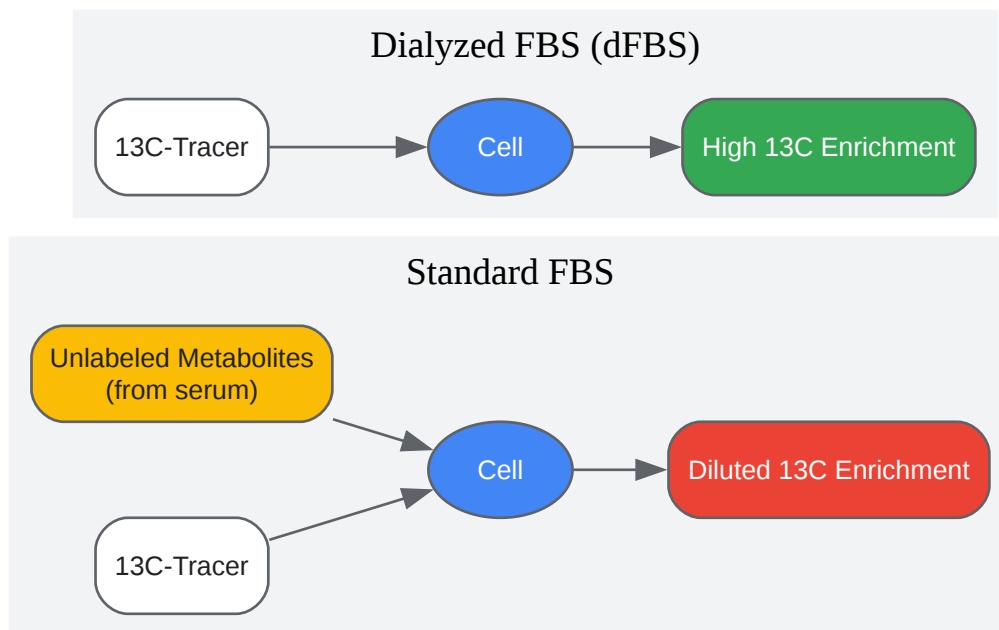 Dialyzed FBS (dFBS)
13C-Tracer
Cell
High 13C Enrichment
Standard FBS
Unlabeled Metabolites
(from serum)
Cell
Diluted 13C Enrichment
13C-Tracer